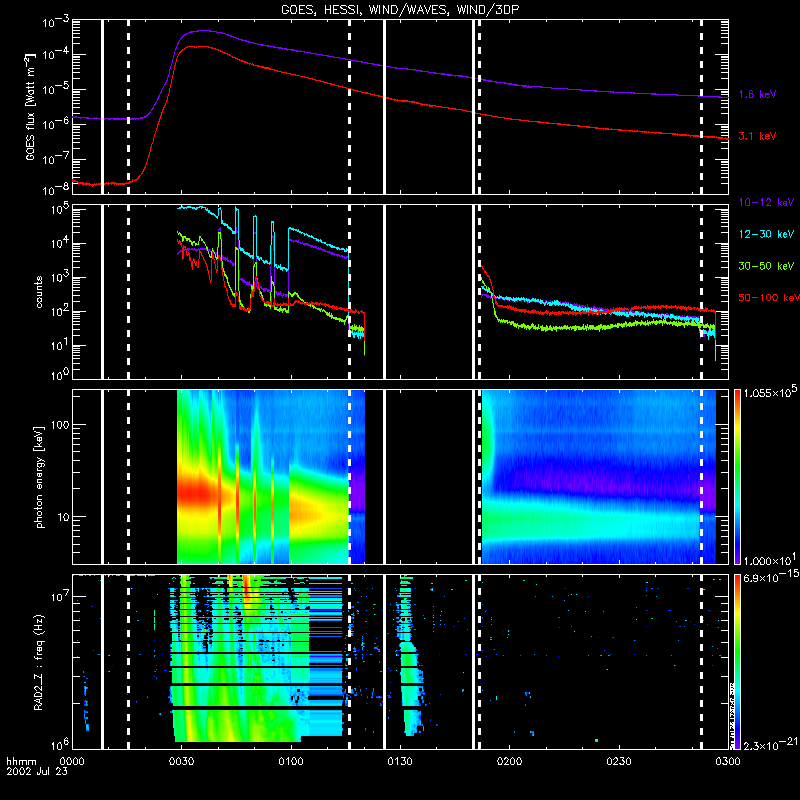 GOES, HESSI, WIND/WAVES, WIND/3DP
GOES flux [Watt m⁻²]
10⁻³
10⁻⁴
10⁻⁵
10⁻⁶
10⁻⁷
10⁻⁸
1.6 keV
3.1 keV
counts
10⁵
10⁴
10³
10²
10¹
10⁰
10-12 keV
12-30 keV
30-50 keV
50-100 keV
photon energy [keV]
100
10
1.055×10⁵
1.000×10¹
RAD2_Z : freq (Hz)
10⁷
10⁶
6.9×10⁻¹⁵
2.3×10⁻²¹
hhmm
0000 0030 0100 0130 0200 0230 0300
2002 Jul 23